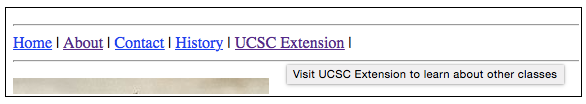 Home | About | Contact | History | UCSC Extension |
Visit UCSC Extension to learn about other classes